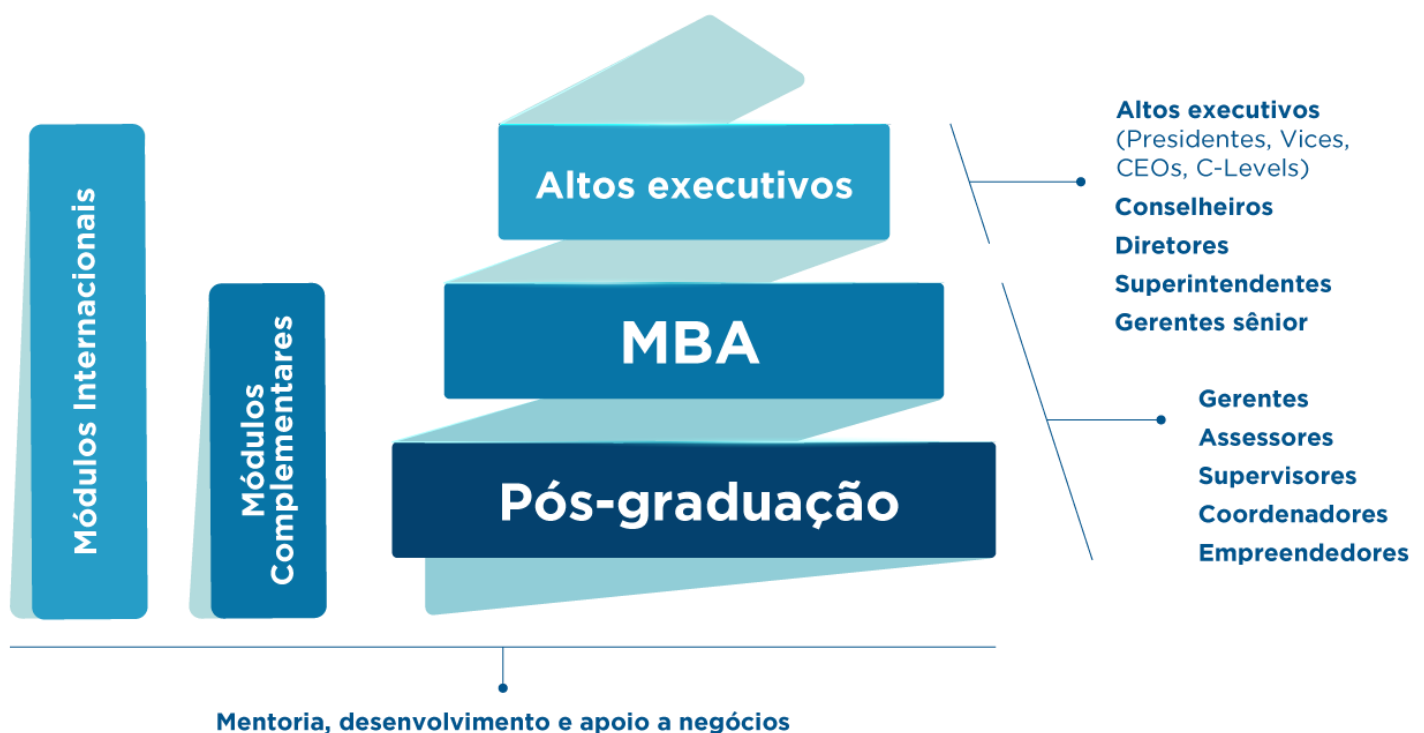 Módulos Internacionais
Módulos
Complementares
Altos executivos
MBA
Pós-graduação
Altos executivos
(Presidentes, Vices,
CEOs, C-Levels)
Conselheiros
Diretores
Superintendentes
Gerentes sênior
Gerentes
Assessores
Supervisores
Coordenadores
Empreendedores
Mentoria, desenvolvimento e apoio a negócios